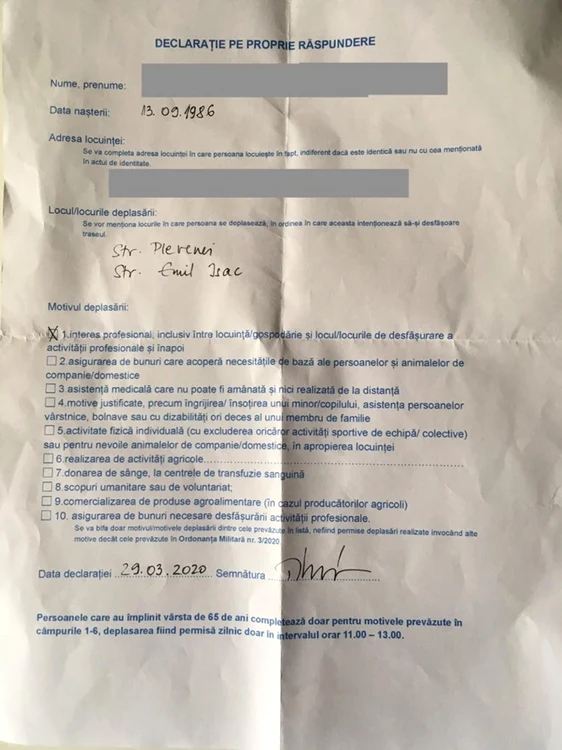 DECLARAȚIE PE PROPRIE RĂSPUNDERE
Nume, prenume:
Data nașterii: 13.09.1986
Adresa locuinței:
Se va completa adresa locuinței în care persoana locuiește în fapt, indiferent dacă este identică sau nu cu cea menționată
în actul de identitate.
Locul/locurile deplasării:
Se vor menționa locurile în care persoana se deplasează, în ordinea în care aceasta intenționează să-și desfășoare
traseul.
Str. Plevnei
Str. Emil Isac
Motivul deplasării:
1.interes profesional, inclusiv între locuință/gospodărie și locul/locurile de desfășurare a
activității profesionale și înapoi
2.asigurarea de bunuri care acoperă necesitățile de bază ale persoanelor și animalelor de
companie/domestice
3.asistență medicală care nu poate fi amânată și nici realizată de la distanță
4.motive justificate, precum îngrijirea/ însoțirea unui minor/copilului, asistența persoanelor
vârstnice, bolnave sau cu dizabilități ori deces al unui membru de familie
5.activitate fizică individuală (cu excluderea oricăror activități sportive de echipă/ colective)
sau pentru nevoile animalelor de companie/domestice, în apropierea locuinței
6.realizarea de activități agricole
7.donarea de sânge, la centrele de transfuzie sanguină
8.scopuri umanitare sau de voluntariat;
9.comercializarea de produse agroalimentare (în cazul producătorilor agricoli)
10. asigurarea de bunuri necesare desfășurării activității profesionale.
Se va bifa doar motivul/motivele deplasării dintre cele prevăzute în listă, nefiind permise deplasări realizate invocând alte
motive decât cele prevăzute în Ordonanța Militară nr. 3/2020
Data declarației 29.03.2020 Semnătura
Persoanele care au împlinit vârsta de 65 de ani completează doar pentru motivele prevăzute în
câmpurile 1-6, deplasarea fiind permisă zilnic doar în intervalul orar 11.00 – 13.00.